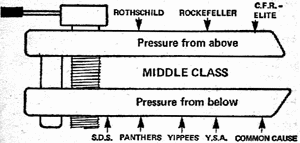 ROTHSCHILD ROCKEFELLER C.F.R.-
ELITE
Pressure from above
MIDDLE CLASS
Pressure from below
S.D.S. PANTHERS YIPPEES Y.S.A. COMMON CAUSE